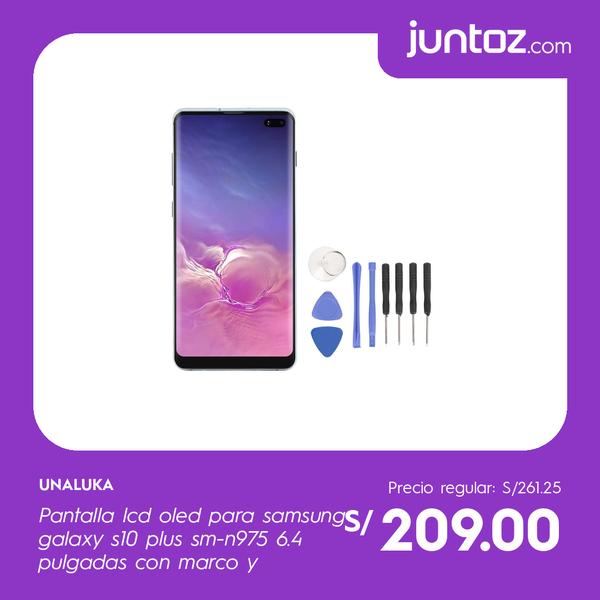 juntoz.com
UNALUKA
Precio regular: S/261.25
Pantalla lcd oled para samsung
galaxy s10 plus sm-n975 6.4
pulgadas con marco y
S/ 209.00